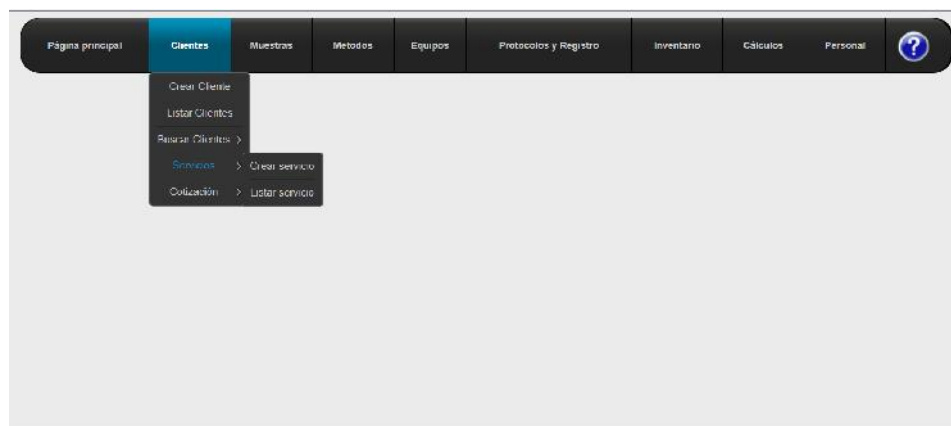 Página principal Clientes Muestras Metodos Equipos Protocolos y Registro Inventario Cálculos Personal ?
Crear Cliente
Listar Clientes
Buscar Clientes >
Servicios > Crear servicio
Cotización > Listar servicio